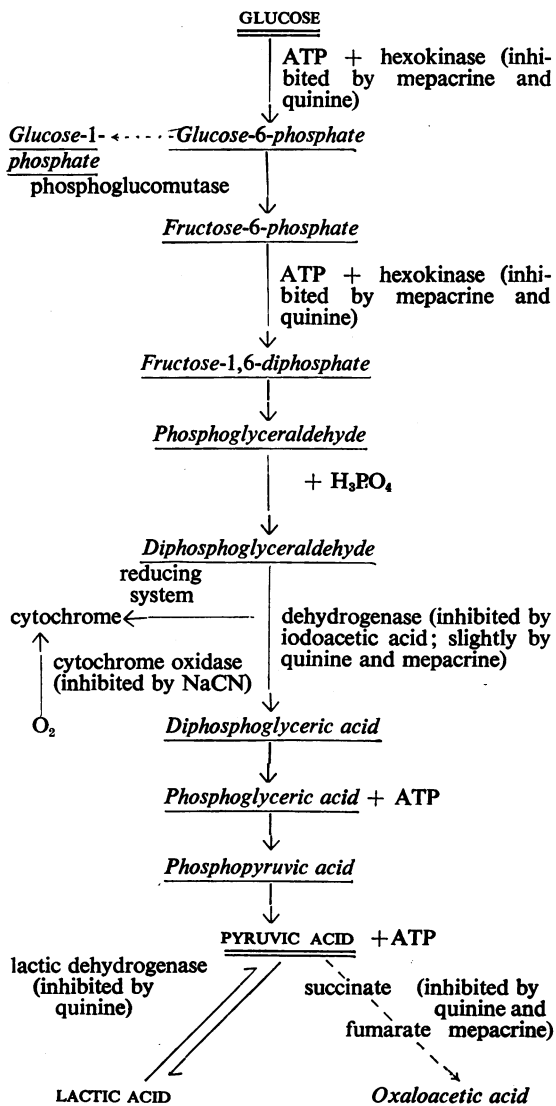 GLUCOSE
ATP + hexokinase (inhi-
bited by mepacrine and
quinine)
Glucose-1-
phosphate
Glucose-6-phosphate
phosphoglucomutase
Fructose-6-phosphate
ATP + hexokinase (inhi-
bited by mepacrine and
quinine)
Fructose-1,6-diphosphate
Phosphoglyceraldehyde
+ H₃P.O₄
Diphosphoglyceraldehyde
reducing
system
cytochrome
dehydrogenase (inhibited by
iodoacetic acid; slightly by
quinine and mepacrine)
cytochrome oxidase
(inhibited by NaCN)
O₂
Diphosphoglyceric acid
Phosphoglyceric acid + ATP
Phosphopyruvic acid
PYRUVIC ACID +ATP
lactic dehydrogenase
(inhibited by
quinine)
succinate (inhibited by
quinine and
fumarate mepacrine)
LACTIC ACID
Oxaloacetic acid